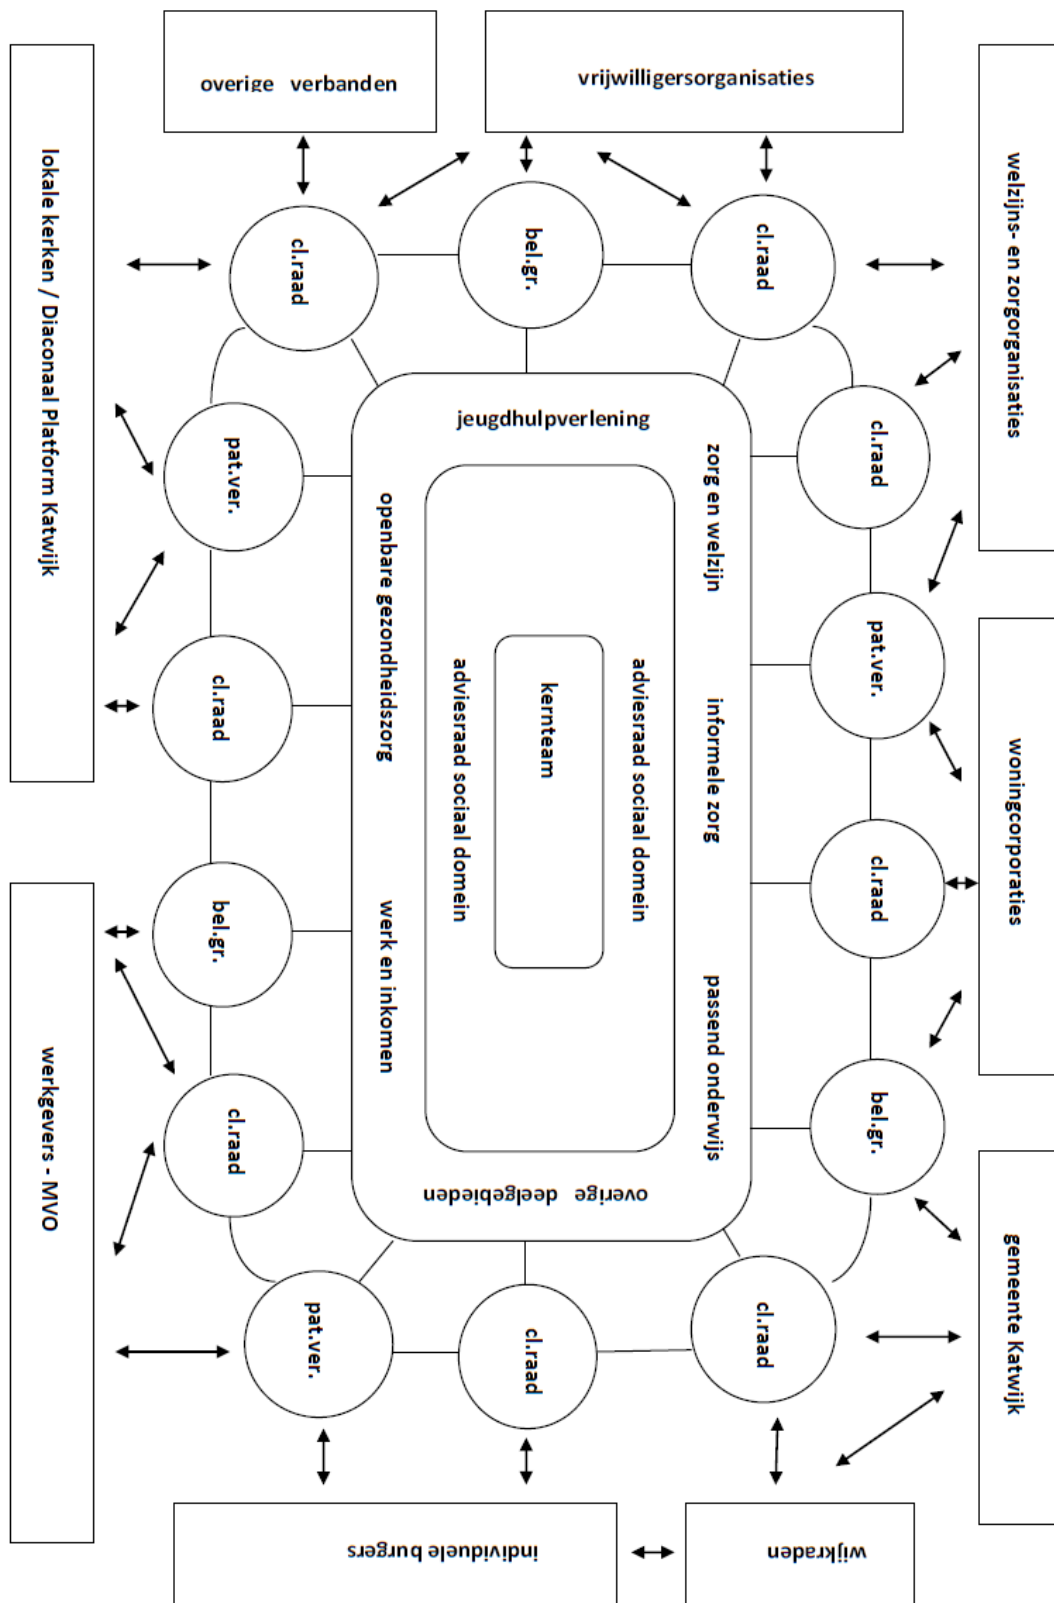 overige verbanden
vrijwilligersorganisaties
lokale kerken / Diaconaal Platform Katwijk
welzijns- en zorgorganisaties
cl.raad
bel.gr.
cl.raad
cl.raad
pat.ver.
jeugdhulpverlening
zorg en welzijn
openbare gezondheidszorg
pat.ver.
cl.raad
adviesraad sociaal domein
kernteam
adviesraad sociaal domein
informele zorg
woningcorporaties
cl.raad
bel.gr.
werk en inkomen
passend onderwijs
bel.gr.
cl.raad
overige deelgebieden
werkgevers - MVO
gemeente Katwijk
pat.ver.
cl.raad
cl.raad
individuele burgers
wijkraden